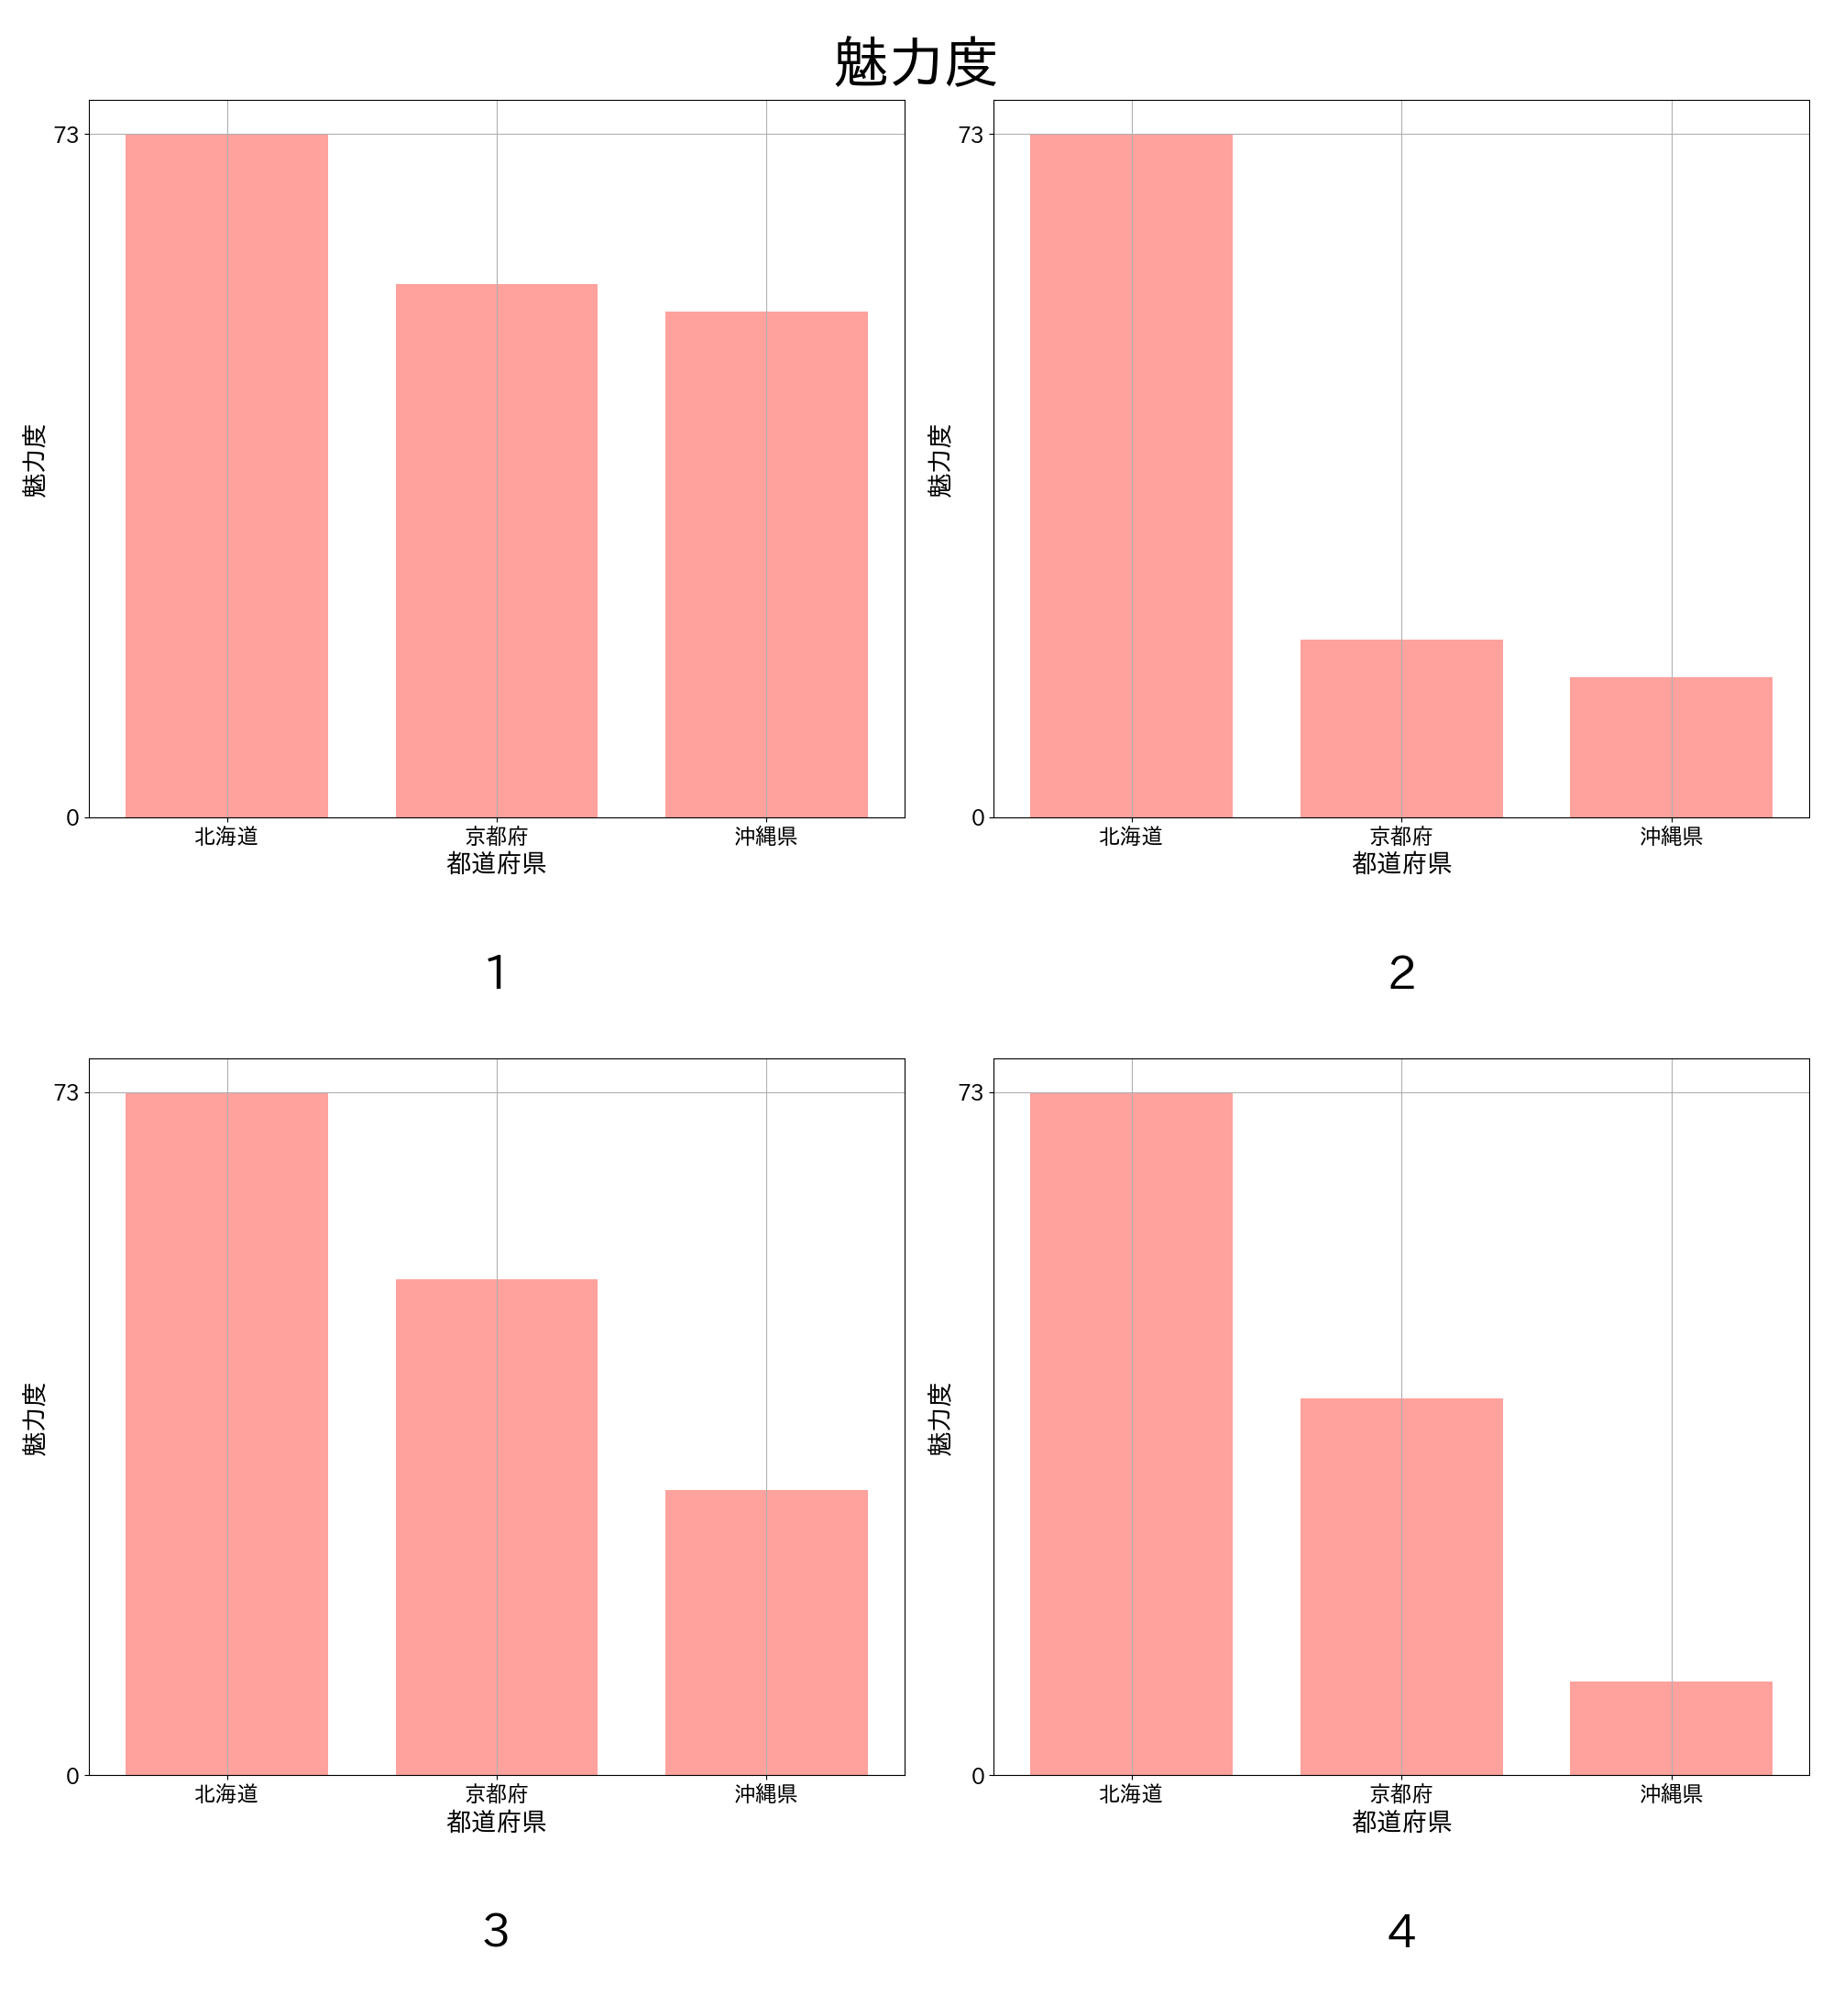 魅力度
73
魅力度
0
北海道 京都府 沖縄県
都道府県
1
73
魅力度
0
北海道 京都府 沖縄県
都道府県
2
73
魅力度
0
北海道 京都府 沖縄県
都道府県
3
73
魅力度
0
北海道 京都府 沖縄県
都道府県
4